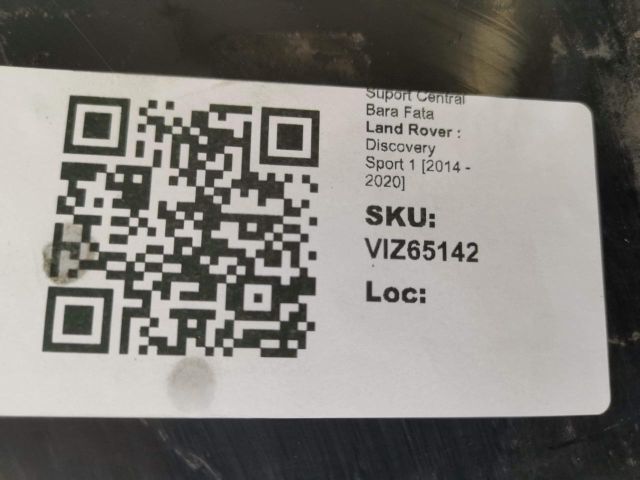 Suport Central
Bara Fata
Land Rover :
Discovery
Sport 1 [2014 -
2020]
SKU:
VIZ65142
Loc: